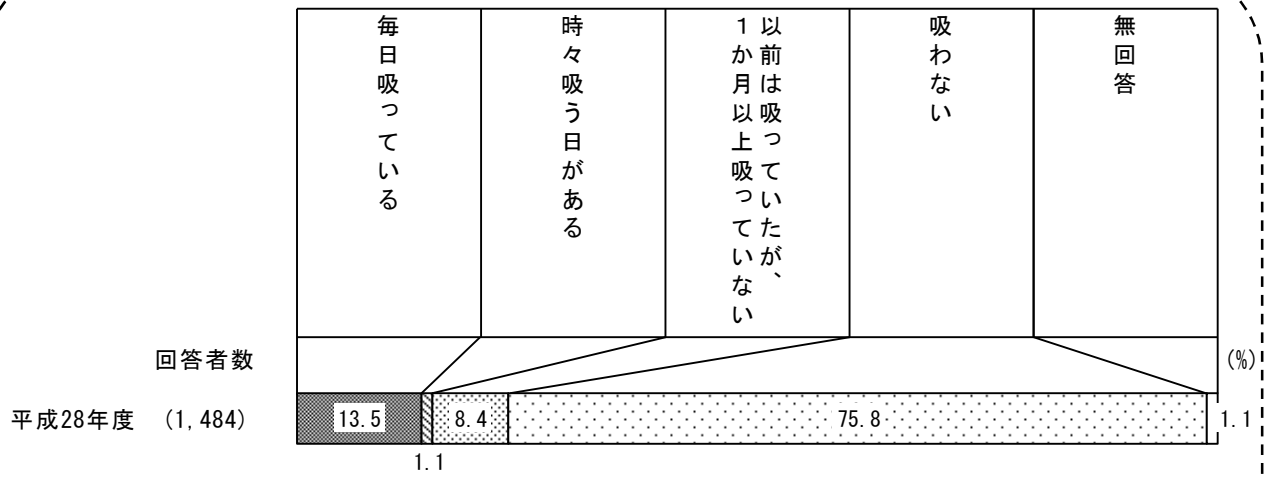 毎日吸っている
時々吸う日がある
以前は吸っていたが、
1か月以上吸っていない
吸わない
無回答
回答者数
(%)
平成28年度 (1,484)
13.5
8.4
75.8
1.1
1.1